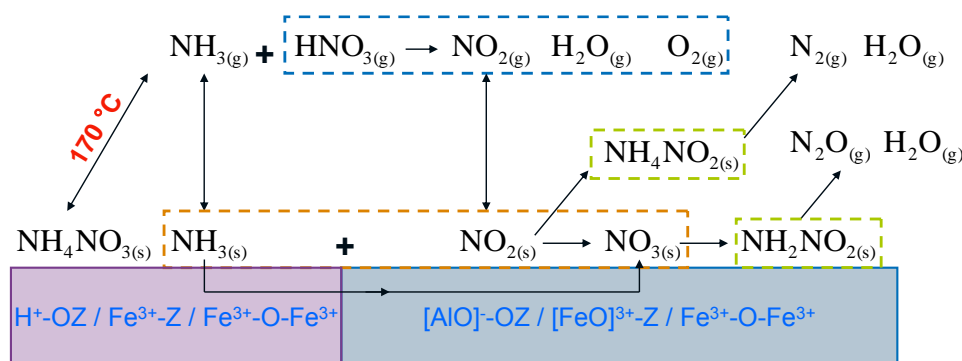 NH3(g) + HNO3(g) → NO2(g) H2O(g) O2(g) N2(g) H2O(g)
170 °C
NH4NO2(s) N2O(g) H2O(g)
NH4NO3(s) NH3(s) + NO2(s) → NO3(s) → NH2NO2(s)
H+-OZ / Fe3+-Z / Fe3+-O-Fe3+ [AlO]--OZ / [FeO]3+-Z / Fe3+-O-Fe3+